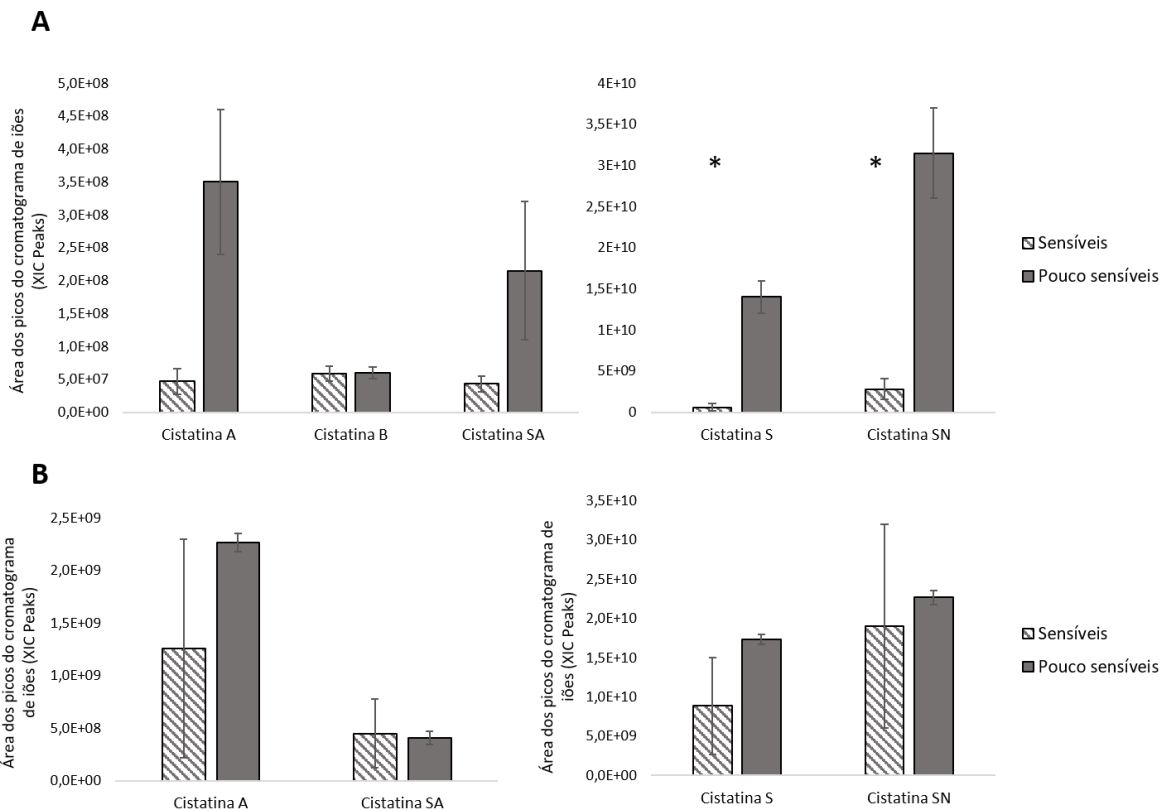 A
Área dos picos do cromatograma de iões
(XIC Peaks)
5,0E+08
4,5E+08
4,0E+08
3,5E+08
3,0E+08
2,5E+08
2,0E+08
1,5E+08
1,0E+08
5,0E+07
0,0E+00
Cistatina A
Cistatina B
Cistatina SA
4E+10
3,5E+10
3E+10
2,5E+10
2E+10
1,5E+10
1E+10
5E+09
0
*
*
Cistatina S
Cistatina SN
Sensíveis
Pouco sensíveis
B
Área dos picos do cromatograma
de iões (XIC Peaks)
2,5E+09
2,0E+09
1,5E+09
1,0E+09
5,0E+08
0,0E+00
Cistatina A
Cistatina SA
Área dos picos do cromatograma de
iões (XIC Peaks)
3,5E+10
3,0E+10
2,5E+10
2,0E+10
1,5E+10
1,0E+10
5,0E+09
0,0E+00
Cistatina S
Cistatina SN
Sensíveis
Pouco sensíveis